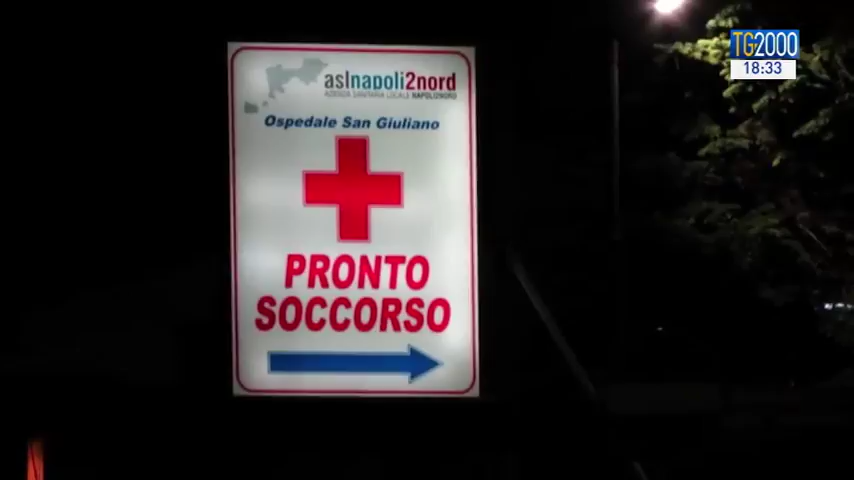 TG2000
18:33
aslnapoli2nord
AZIENDA SANITARIA LOCALE NAPOLI2NORD
Ospedale San Giuliano
PRONTO
SOCCORSO